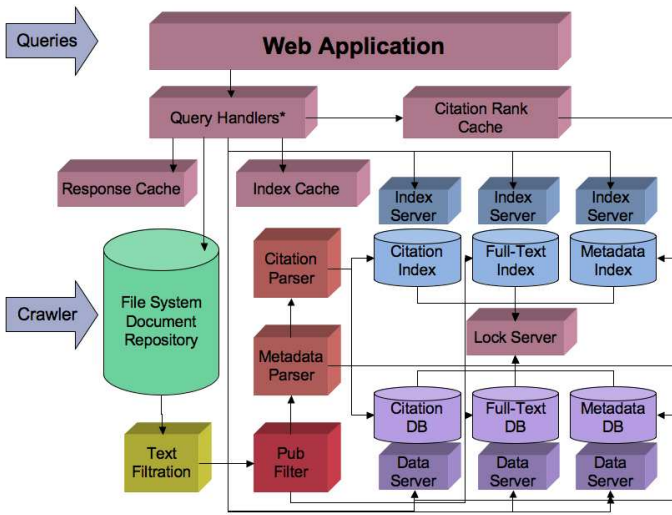 Queries
Web Application
Query Handlers*
Citation Rank
Cache
Response Cache
Index Cache
Index
Server
Index
Server
Index
Server
Citation
Index
Full-Text
Index
Metadata
Index
Citation
Parser
Crawler
File System
Document
Repository
Lock Server
Metadata
Parser
Citation
DB
Full-Text
DB
Metadata
DB
Text
Filtration
Pub
Filter
Data
Server
Data
Server
Data
Server